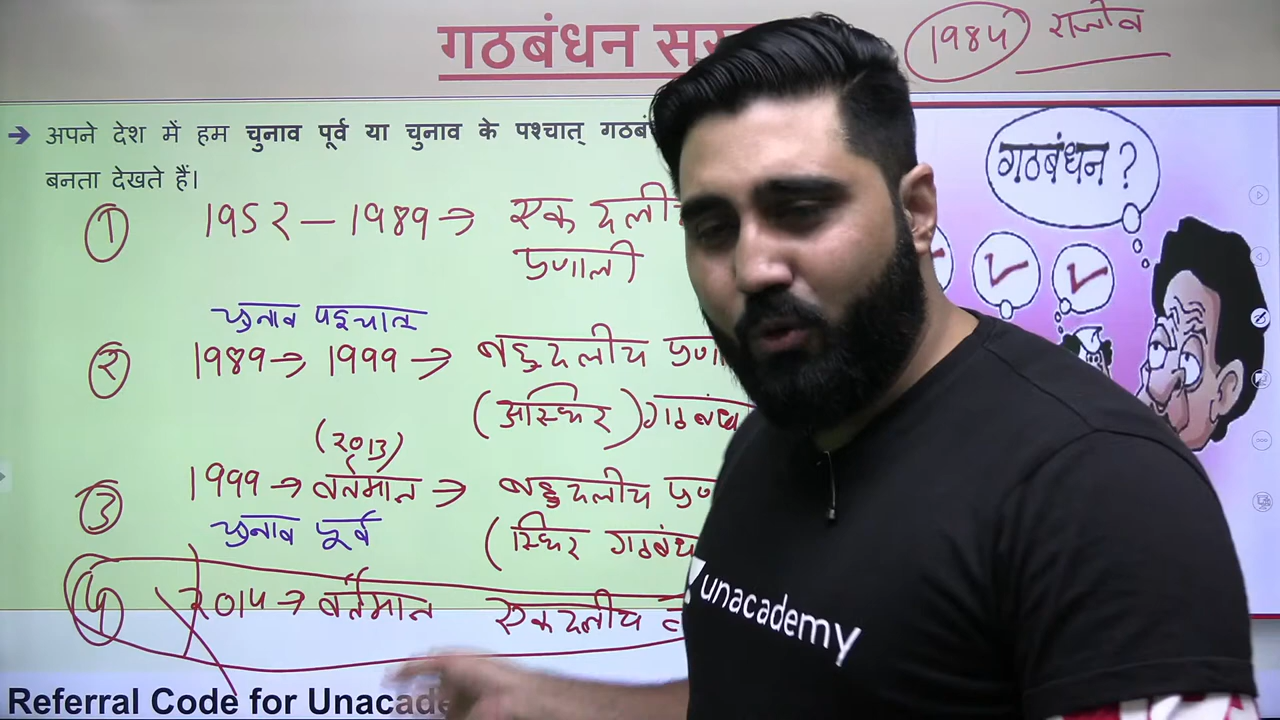 गठबंधन
1984 राजीव
अपने देश में हम चुनाव पूर्व या चुनाव के पश्चात् गठबं
बनता देखते हैं।
गठबंधन ?
① 1952 – 1989 → एक दली
प्रणाली
चुनाव पश्चात
② 1989 → 1999 → बहुदलीय प्रणा
(अस्थिर) गठबंध
(2013)
③ 1999 → वर्तमान → बहुदलीय प्रण
चुनाव पूर्व (स्थिर गठबंध
④ 2014 → वर्तमान एकदलीय
unacademy
Referral Code for Unacade